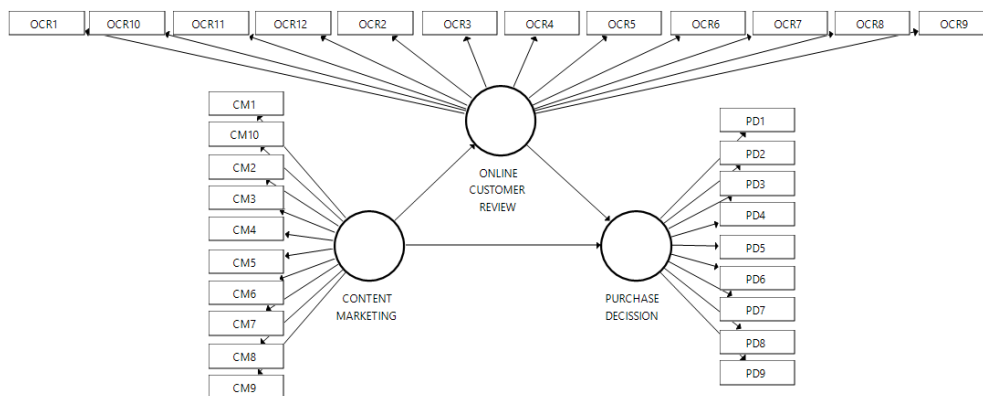 OCR1 OCR10 OCR11 OCR12 OCR2 OCR3 OCR4 OCR5 OCR6 OCR7 OCR8 OCR9
CM1
CM10
CM2
CM3
CM4
CM5
CM6
CM7
CM8
CM9
ONLINE
CUSTOMER
REVIEW
CONTENT
MARKETING
PURCHASE
DECISSION
PD1
PD2
PD3
PD4
PD5
PD6
PD7
PD8
PD9